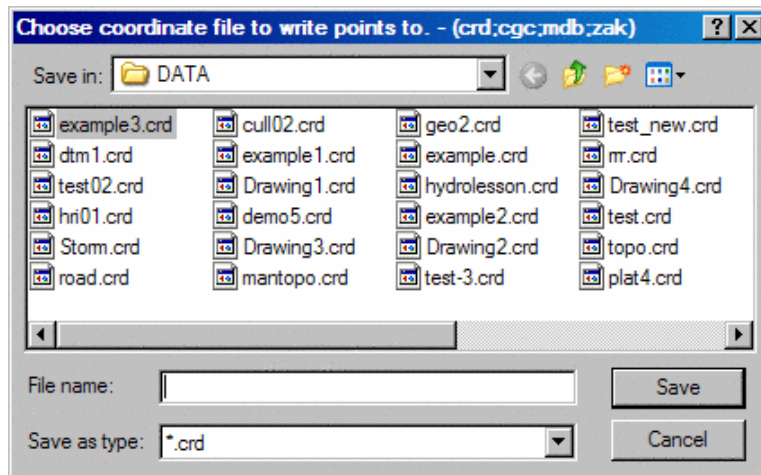 Choose coordinate file to write points to. - (crd;cgc;mdb;zak)
Save in: DATA
example3.crd cull02.crd geo2.crd test_new.crd
dtm1.crd example1.crd example.crd rrr.crd
test02.crd Drawing1.crd hydrolesson.crd Drawing4.crd
hri01.crd demo5.crd example2.crd test.crd
Storm.crd Drawing3.crd Drawing2.crd topo.crd
road.crd mantopo.crd test-3.crd plat4.crd
File name: Save
Save as type: *.crd Cancel